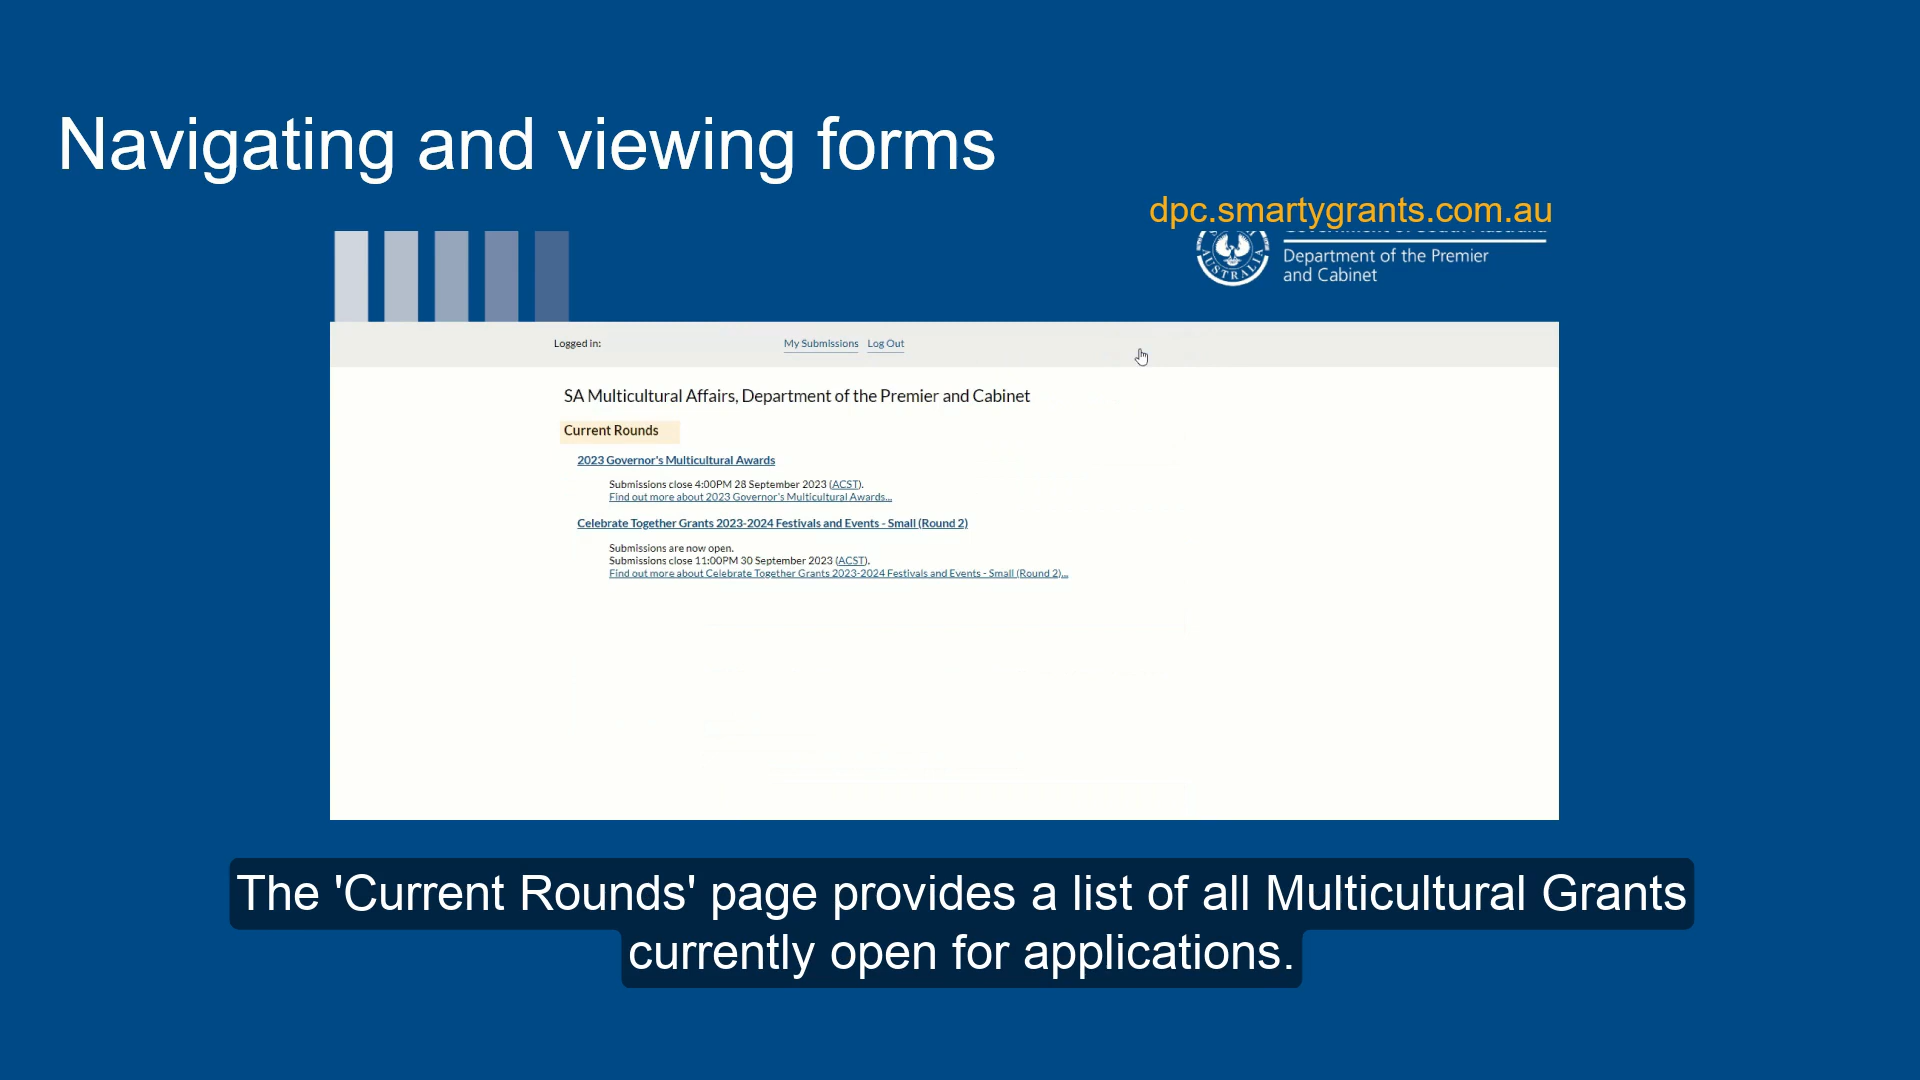 Navigating and viewing forms
dpc.smartygrants.com.au
AUSTRALIA
Department of the Premier
and Cabinet
Logged in:
My Submissions Log Out
SA Multicultural Affairs, Department of the Premier and Cabinet
Current Rounds
2023 Governor's Multicultural Awards
Submissions close 4:00PM 28 September 2023 (ACST).
Find out more about 2023 Governor's Multicultural Awards...
Celebrate Together Grants 2023-2024 Festivals and Events - Small (Round 2)
Submissions are now open.
Submissions close 11:00PM 30 September 2023 (ACST).
Find out more about Celebrate Together Grants 2023-2024 Festivals and Events - Small (Round 2)...
The 'Current Rounds' page provides a list of all Multicultural Grants
currently open for applications.